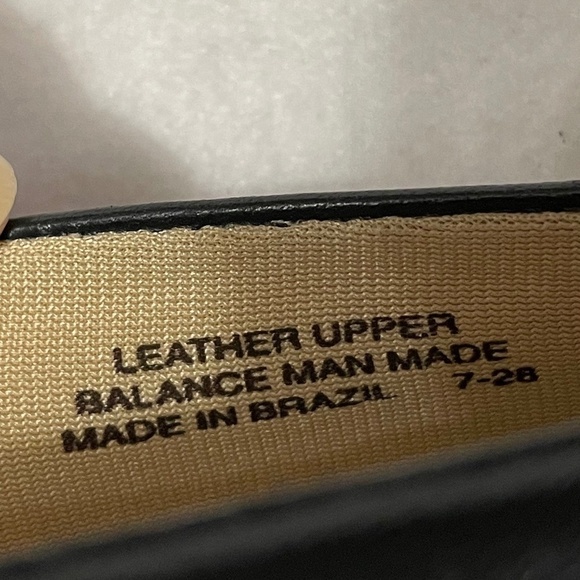 LEATHER UPPER
BALANCE MAN MADE
MADE IN BRAZIL 7-28